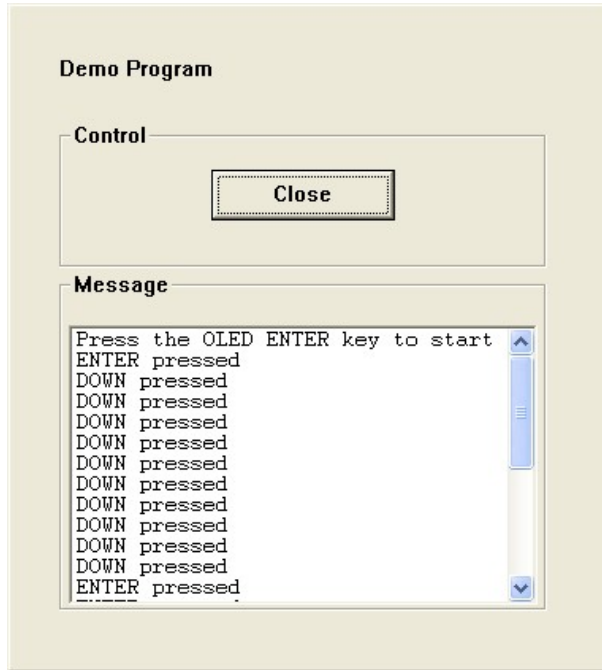 Demo Program
Control
Close
Message
Press the OLED ENTER key to start
ENTER pressed
DOWN pressed
DOWN pressed
DOWN pressed
DOWN pressed
DOWN pressed
DOWN pressed
DOWN pressed
DOWN pressed
DOWN pressed
DOWN pressed
ENTER pressed